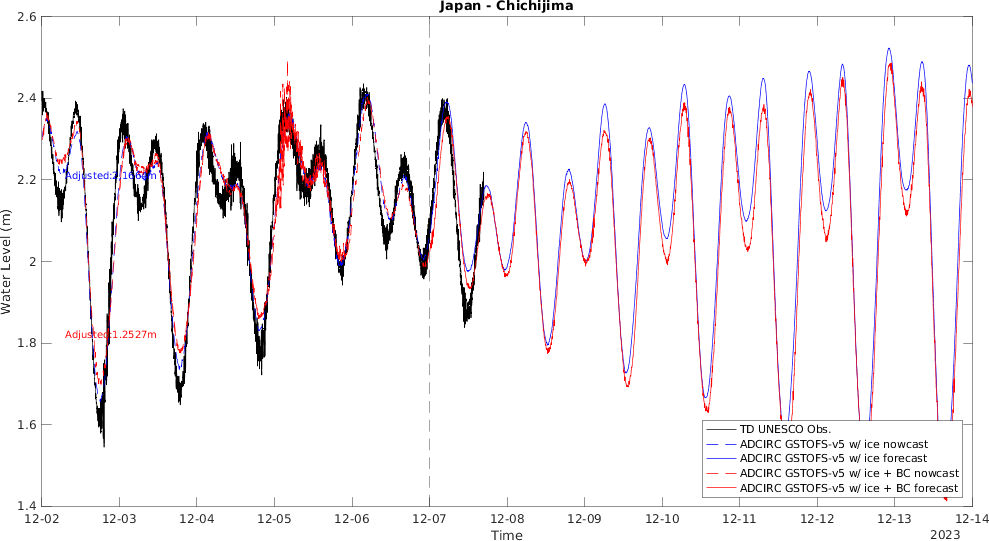 Japan - Chichijima
2.6
2.4
2.2
2
1.8
1.6
1.4
Water Level (m)
Adjusted:1.2527m
TD UNESCO Obs.
ADCIRC GSTOFS-v5 w/ ice nowcast
ADCIRC GSTOFS-v5 w/ ice forecast
ADCIRC GSTOFS-v5 w/ ice + BC nowcast
ADCIRC GSTOFS-v5 w/ ice + BC forecast
12-02 12-03 12-04 12-05 12-06 12-07 12-08 12-09 12-10 12-11 12-12 12-13 12-14
Time
2023